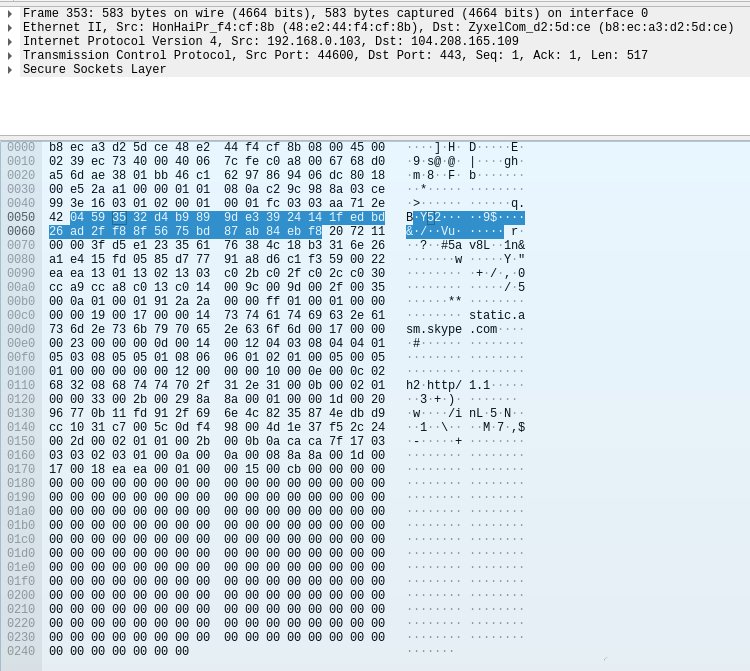 Frame 353: 583 bytes on wire (4664 bits), 583 bytes captured (4664 bits) on interface 0
Ethernet II, Src: HonHaiPr_f4:cf:8b (48:e2:44:f4:cf:8b), Dst: ZyxelCom_d2:5d:ce (b8:ec:a3:d2:5d:ce)
Internet Protocol Version 4, Src: 192.168.0.103, Dst: 104.208.165.109
Transmission Control Protocol, Src Port: 44600, Dst Port: 443, Seq: 1, Ack: 1, Len: 517
Secure Sockets Layer
0000 b8 ec a3 d2 5d ce 48 e2 44 f4 cf 8b 08 00 45 00 ····]·H· D·····E·
0010 02 39 ec 73 40 00 40 06 7c fe c0 a8 00 67 68 d0 ·9·s@·@· |····gh·
0020 a5 6d ae 38 01 bb 46 c1 62 97 86 94 06 dc 80 18 ·m·8··F· b·······
0030 00 e5 2a a1 00 00 01 01 08 0a c2 9c 98 8a 03 ce ··*····· ········
0040 99 3e 16 03 01 02 00 01 00 01 fc 03 03 aa 71 2e ·>······ ······q.
0050 42 04 59 35 32 d4 b9 89 9d e3 39 24 14 1f ed bd B·Y52··· ··9$····
0060 26 ad 2f f8 8f 56 75 bd 87 ab 84 eb f8 20 72 11 &·/··Vu· ····· r·
0070 00 00 3f d5 e1 23 35 61 76 38 4c 18 b3 31 6e 26 ··?··#5a v8L··1n&
0080 a1 e4 15 fd 05 85 d7 77 91 a8 d6 c1 f3 59 00 22 ·······w ·····Y·"
0090 ea ea 13 01 13 02 13 03 c0 2b c0 2f c0 2c c0 30 ········ ·+·/·,·0
00a0 cc a9 cc a8 c0 13 c0 14 00 9c 00 9d 00 2f 00 35 ········ ·····/·5
00b0 00 0a 01 00 01 91 2a 2a 00 00 ff 01 00 01 00 00 ······** ········
00c0 00 00 19 00 17 00 00 14 73 74 61 74 69 63 2e 61 ········ static.a
00d0 73 6d 2e 73 6b 79 70 65 2e 63 6f 6d 00 17 00 00 sm.skype .com····
00e0 00 23 00 00 00 0d 00 14 00 12 04 03 08 04 04 01 ·#······ ········
00f0 05 03 08 05 05 01 08 06 06 01 02 01 00 05 00 05 ········ ········
0100 01 00 00 00 00 00 12 00 00 00 10 00 0e 00 0c 02 ········ ········
0110 68 32 08 68 74 74 70 2f 31 2e 31 00 0b 00 02 01 h2·http/ 1.1·····
0120 00 00 33 00 2b 00 29 8a 8a 00 01 00 00 1d 00 20 ··3·+·)· ·······
0130 96 77 0b 11 fd 91 2f 69 6e 4c 82 35 87 4e db d9 ·w····/i nL·5·N··
0140 cc 10 31 c7 00 5c 0d f4 98 00 4d 1e 37 f5 2c 24 ··1··\·· ··M·7·,$
0150 00 2d 00 02 01 01 00 2b 00 0b 0a ca ca 7f 17 03 ·-·····+ ········
0160 03 03 02 03 01 00 0a 00 0a 00 08 8a 8a 00 1d 00 ········ ········
0170 17 00 18 ea ea 00 01 00 00 15 00 cb 00 00 00 00 ········ ········
0180 00 00 00 00 00 00 00 00 00 00 00 00 00 00 00 00 ········ ········
0190 00 00 00 00 00 00 00 00 00 00 00 00 00 00 00 00 ········ ········
01a0 00 00 00 00 00 00 00 00 00 00 00 00 00 00 00 00 ········ ········
01b0 00 00 00 00 00 00 00 00 00 00 00 00 00 00 00 00 ········ ········
01c0 00 00 00 00 00 00 00 00 00 00 00 00 00 00 00 00 ········ ········
01d0 00 00 00 00 00 00 00 00 00 00 00 00 00 00 00 00 ········ ········
01e0 00 00 00 00 00 00 00 00 00 00 00 00 00 00 00 00 ········ ········
01f0 00 00 00 00 00 00 00 00 00 00 00 00 00 00 00 00 ········ ········
0200 00 00 00 00 00 00 00 00 00 00 00 00 00 00 00 00 ········ ········
0210 00 00 00 00 00 00 00 00 00 00 00 00 00 00 00 00 ········ ········
0220 00 00 00 00 00 00 00 00 00 00 00 00 00 00 00 00 ········ ········
0230 00 00 00 00 00 00 00 00 00 00 00 00 00 00 00 00 ········ ········
0240 00 00 00 00 00 00 00 ·······